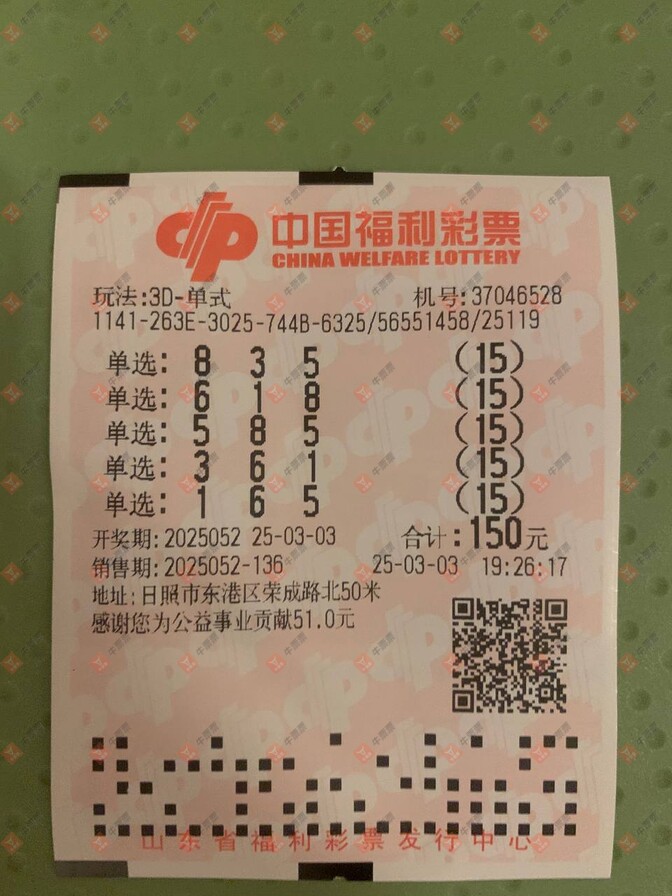 中国福利彩票
CHINA WELFARE LOTTERY
玩法:3D-单式 机号:37046528
1141-263E-3025-744B-6325/56551458/25119
单选: 8 3 5 (15)
单选: 6 1 8 (15)
单选: 5 8 5 (15)
单选: 3 6 1 (15)
单选: 1 6 5 (15)
开奖期:2025052 25-03-03 合计:150元
销售期:2025052-136 25-03-03 19:26:17
地址:日照市东港区荣成路北50米
感谢您为公益事业贡献51.0元
山东省福利彩票发行中心